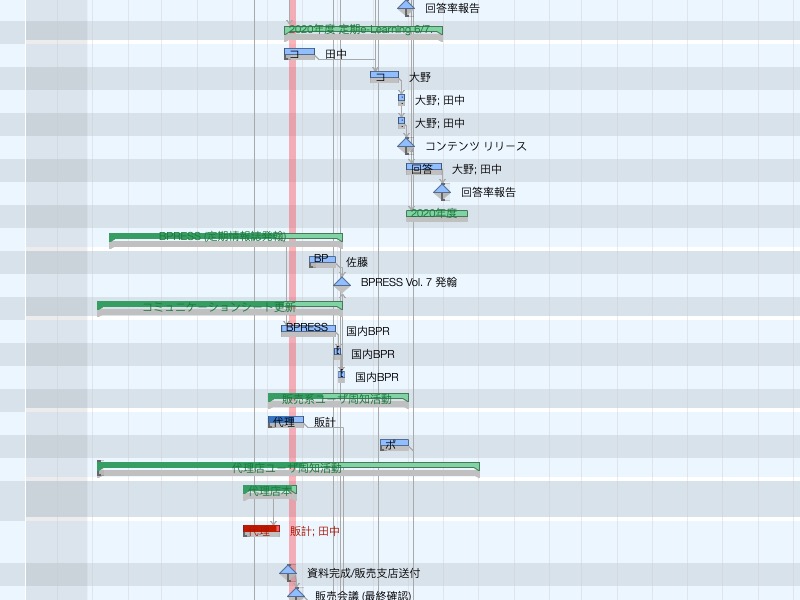 回答率報告
2020年度 定期e-Learning 6/7..
コ 田中
コ 大野
大野; 田中
大野; 田中
コンテンツ リリース
回答 大野; 田中
回答率報告
2020年度
BPRESS (定期情報誌発翰)
BP 佐藤
BPRESS Vol. 7 発翰
コミュニケーションシート更新
BPRESS 国内BPR
国内BPR
国内BPR
販売系ユーザ周知活動
代理 販計
ポ
代理店ユーザ周知活動
代理店本
代理 販計; 田中
資料完成/販売支店送付
販売会議 (最終確認)